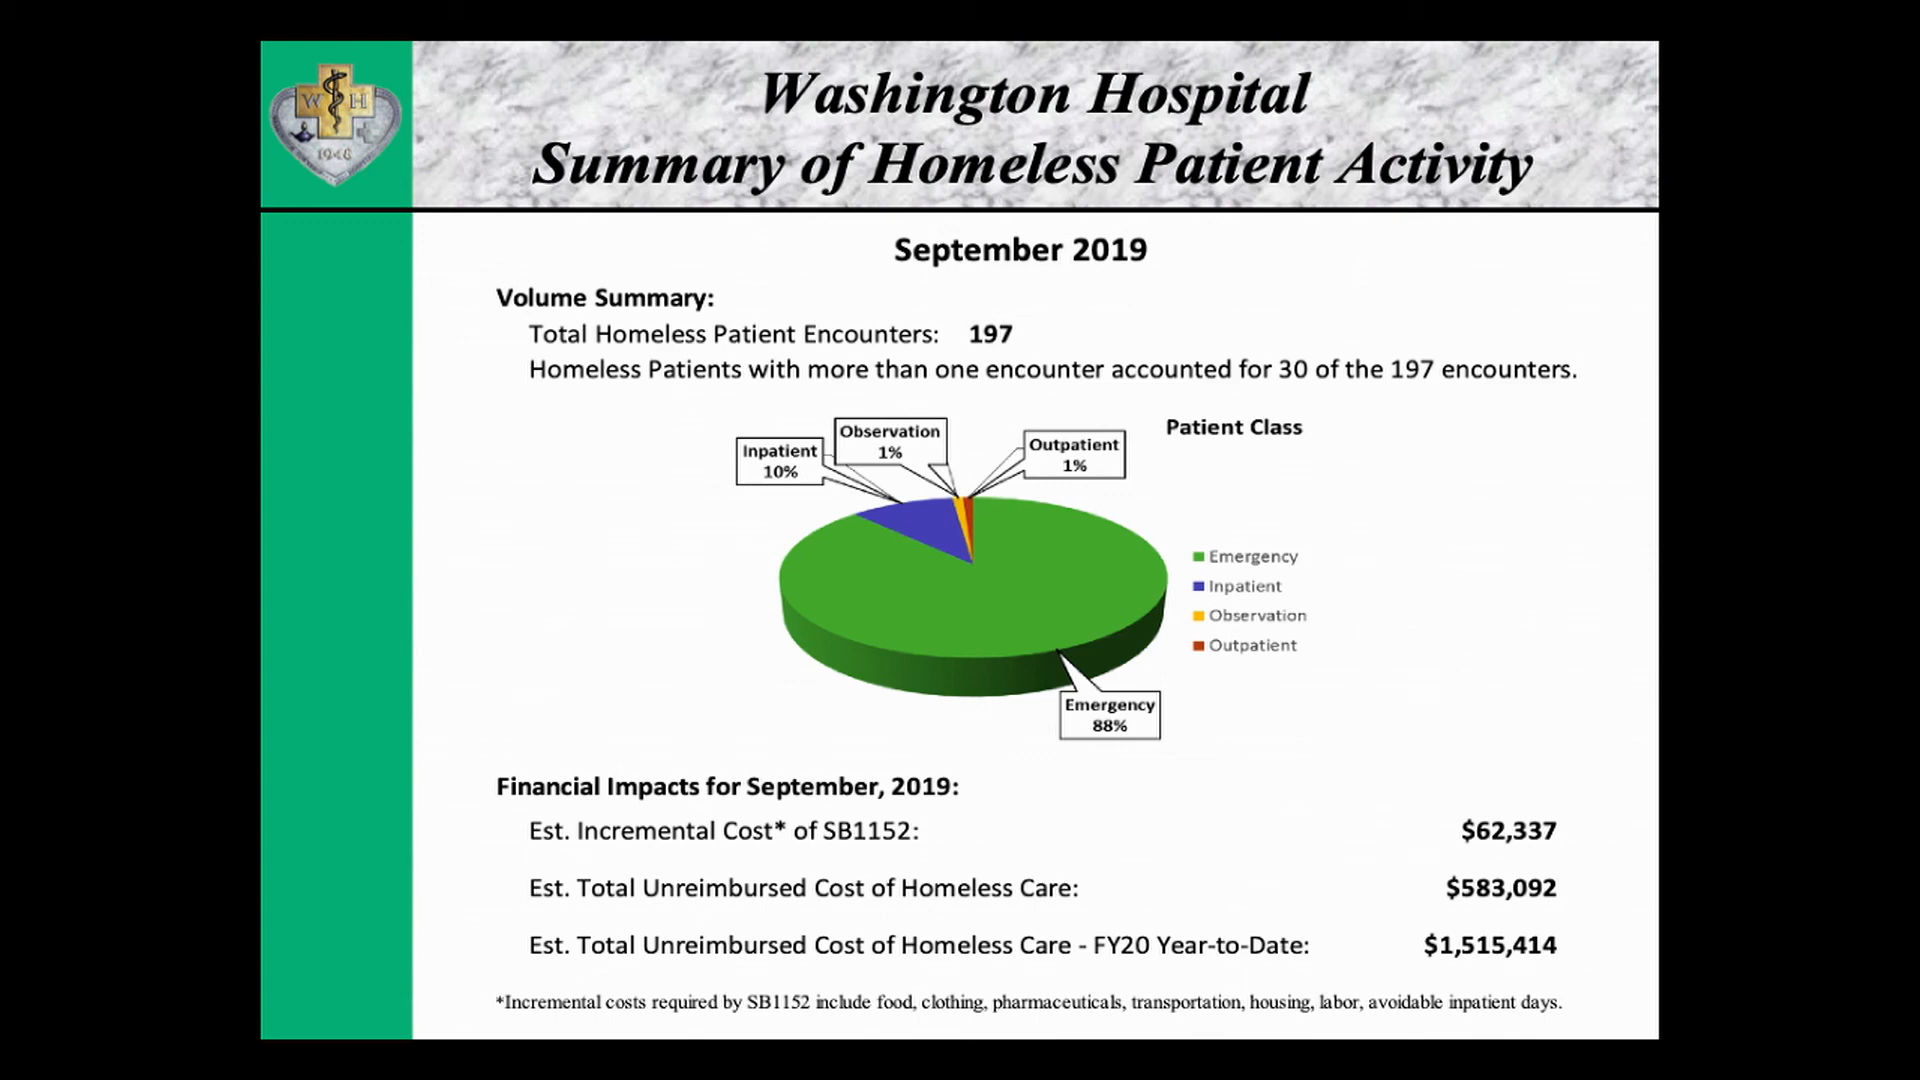 W H
1948
Washington Hospital
Summary of Homeless Patient Activity
September 2019
Volume Summary:
Total Homeless Patient Encounters: 197
Homeless Patients with more than one encounter accounted for 30 of the 197 encounters.
Patient Class
Observation
1%
Inpatient
10%
Outpatient
1%
Emergency
Inpatient
Observation
Outpatient
Emergency
88%
Financial Impacts for September, 2019:
Est. Incremental Cost* of SB1152: $62,337
Est. Total Unreimbursed Cost of Homeless Care: $583,092
Est. Total Unreimbursed Cost of Homeless Care - FY20 Year-to-Date: $1,515,414
*Incremental costs required by SB1152 include food, clothing, pharmaceuticals, transportation, housing, labor, avoidable inpatient days.